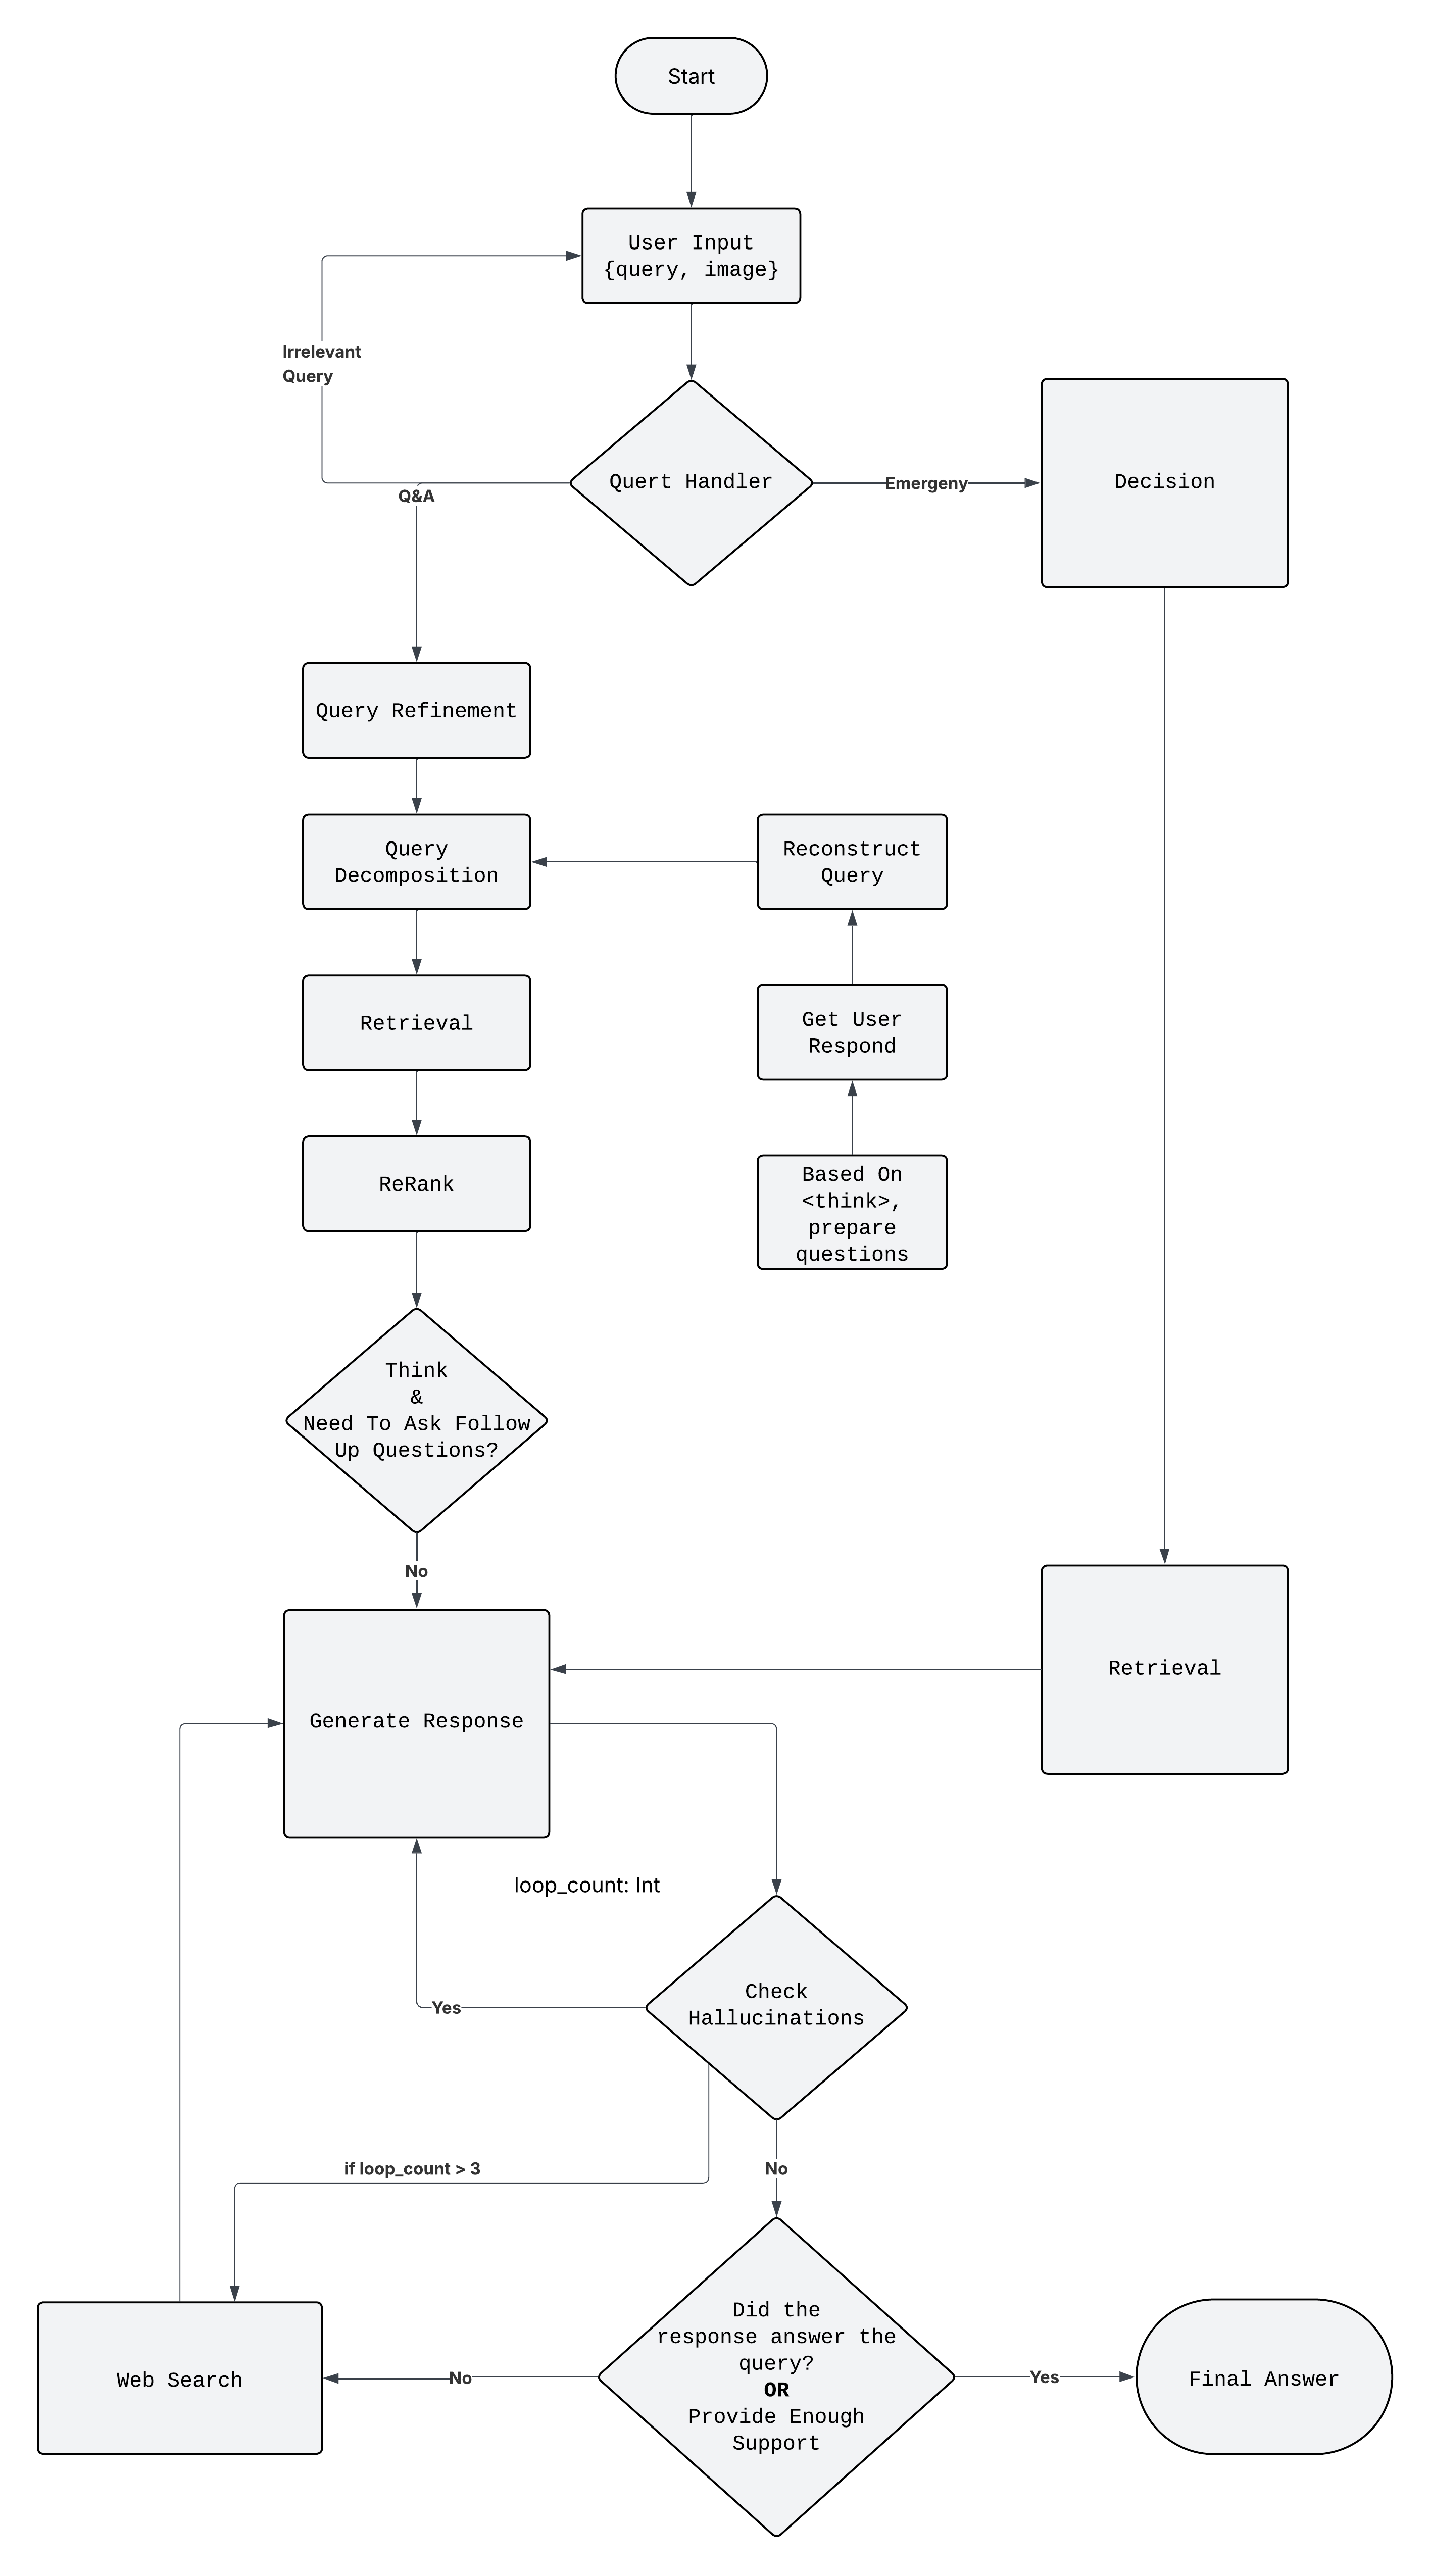 Start
User Input
{query, image}
Irrelevant
Query
Quert Handler
Emergeny
Decision
Q&A
Query Refinement
Query
Decomposition
Reconstruct
Query
Retrieval
Get User
Respond
ReRank
Based On
<think>,
prepare
questions
Think
&
Need To Ask Follow
Up Questions?
No
Generate Response
Retrieval
loop_count: Int
Check
Hallucinations
Yes
if loop_count > 3
No
Did the
response answer the
query?
OR
Provide Enough
Support
Web Search
No
Yes
Final Answer